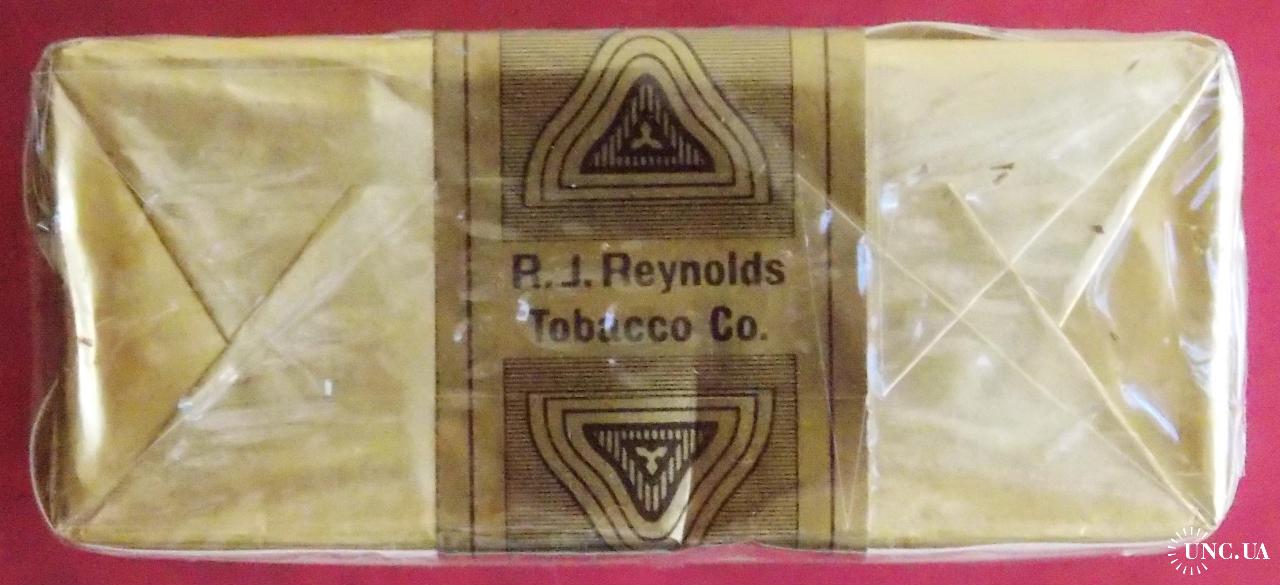 R.J. Reynolds
Tobacco Co.
UNC.UA